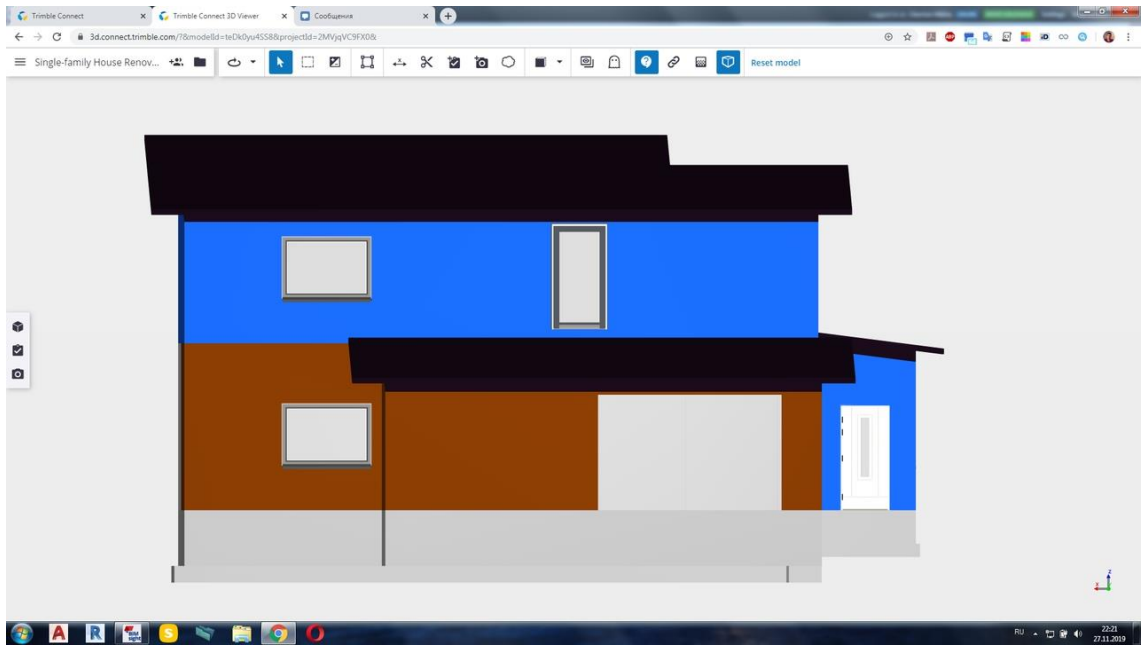 Trimble Connect
Trimble Connect 3D Viewer
Сообщения
3d.connect.trimble.com/?&modelId=teDk0yu4SS8&projectId=2MVjqVC9FX0&
Single-family House Renov...
Reset model
RU
22:21
27.11.2019